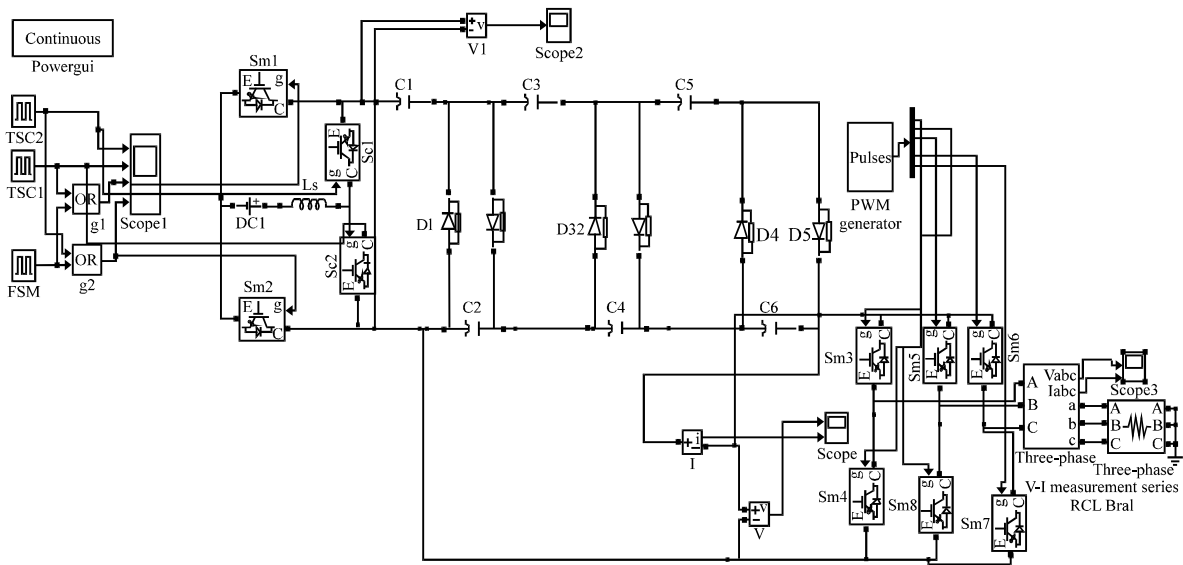 Continuous
Powergui
TSC2
TSC1
FSM
OR
g1
OR
g2
Scope1
Sm1
E
g
C
DC1
+
Ls
Sm2
E
g
C
E
g
C
Sc1
g
C
E
Sc2
+
-
v
V1
Scope2
C1
C3
C5
D1
D32
D4
D5
C2
C4
C6
Pulses
PWM
generator
g
C
E
Sm3
g
C
E
Sm5
g
C
E
Sm6
g
C
E
Sm4
g
C
E
Sm8
g
C
E
Sm7
+
-
i
I
Scope
+
-
v
V
A
B
C
Vabc
Iabc
a
b
c
Three-phase
V-I measurement series
Scope3
A
B
C
A
B
C
Three-phase
RCL Bral